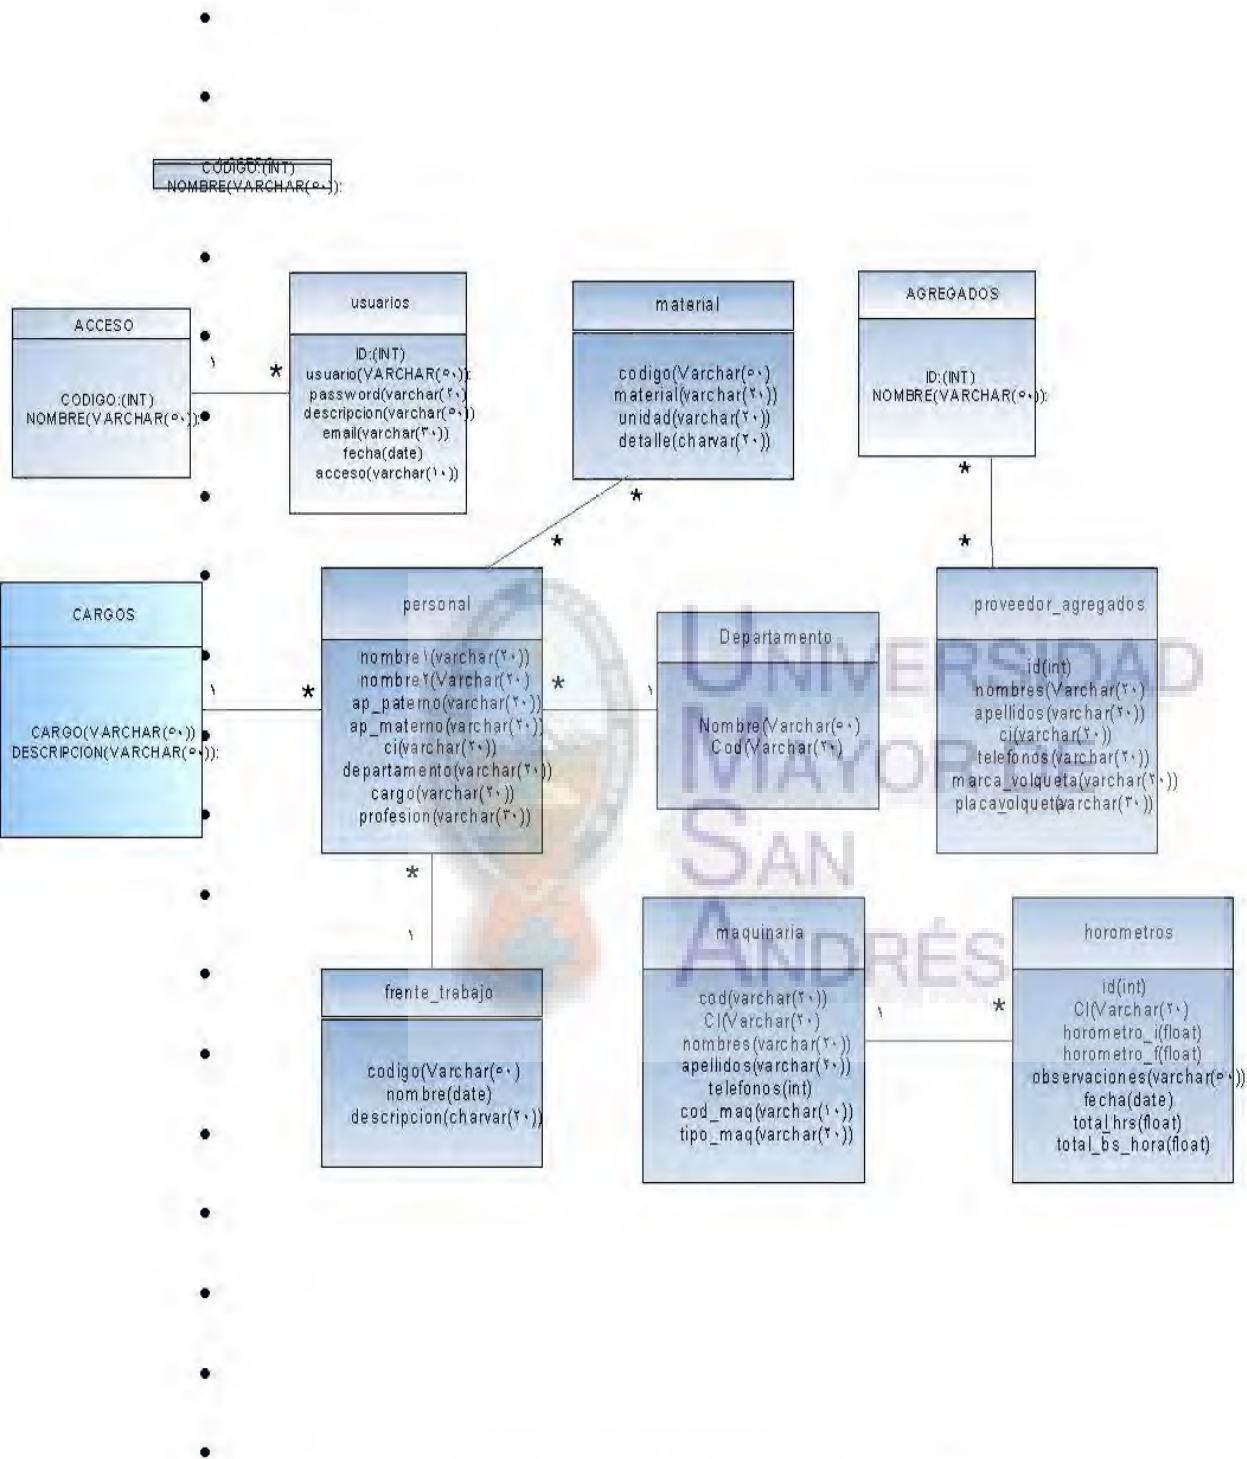 CODIGO:(INT)
NOMBRE(VARCHAR(٥٠)):
ACCESO
CODIGO:(INT)
NOMBRE(VARCHAR(٥٠)):
١
*
usuarios
ID:(INT)
usuario(VARCHAR(٥٠)):
password(varchar(٢٠)
descripcion(varchar(٥٠))
email(varchar(٣٠))
fecha(date)
acceso(varchar(١٠))
material
codigo(Varchar(٥٠)
material(varchar(٢٠))
unidad(varchar(٢٠))
detalle(charvar(٢٠))
*
*
AGREGADOS
ID:(INT)
NOMBRE(VARCHAR(٥٠)):
*
*
CARGOS
CARGO(VARCHAR(٥٠))
DESCRIPCION(VARCHAR(٥٠)):
١
*
personal
nombre١(varchar(٢٠))
nombre٢(Varchar(٢٠)
ap_paterno(varchar(٢٠))
ap_materno(varchar(٢٠))
ci(varchar(٢٠))
departamento(varchar(٢٠))
cargo(varchar(٢٠))
profesion(varchar(٣٠))
*
١
Departamento
Nombre(Varchar(٥٠)
Cod(Varchar(٢٠)
proveedor_agregados
id(int)
nombres(Varchar(٢٠)
apellidos(varchar(٢٠))
ci(varchar(٢٠))
telefonos(varchar(٢٠))
marca_volqueta(varchar(٢٠))
placavolqueta(varchar(٣٠))
UNIVERSIDAD
MAYOR DE
SAN
ANDRÉS
*
١
frente_trabajo
codigo(Varchar(٥٠)
nombre(date)
descripcion(charvar(٢٠))
maquinaria
cod(varchar(٢٠))
CI(Varchar(٢٠)
nombres(varchar(٢٠))
apellidos(varchar(٢٠))
telefonos(int)
cod_maq(varchar(١٠))
tipo_maq(varchar(٢٠))
١
*
horometros
id(int)
CI(Varchar(٢٠)
horometro_i(float)
horometro_f(float)
observaciones(varchar(٥٠))
fecha(date)
total_hrs(float)
total_bs_hora(float)